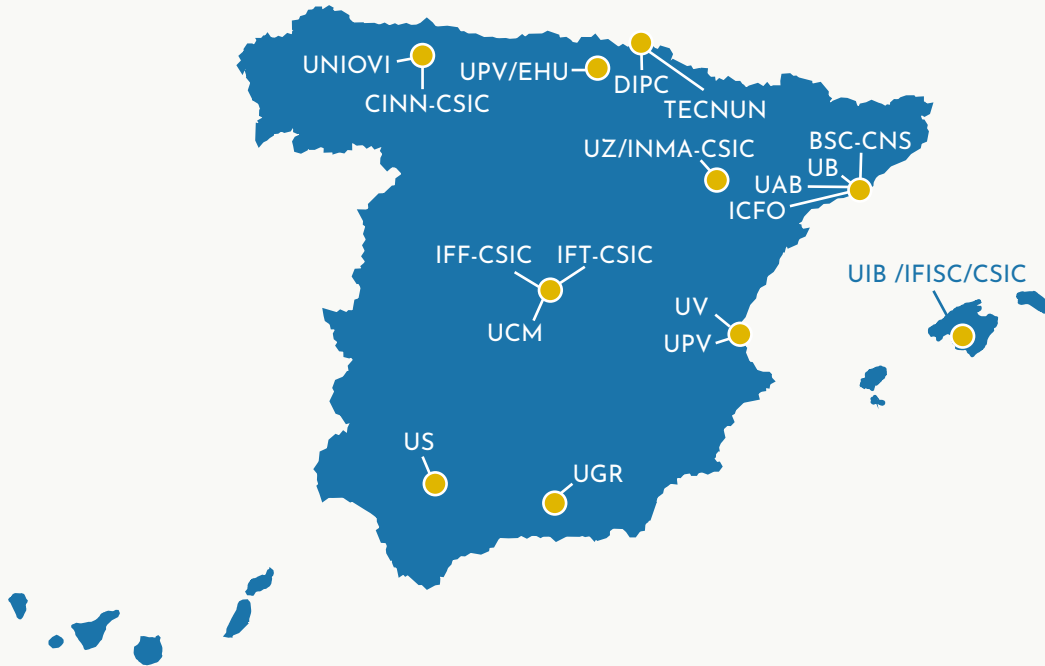 UNIOVI
CINN-CSIC
UPV/EHU
DIPC
TECNUN
UZ/INMA-CSIC
BSC-CNS
UB
UAB
ICFO
IFF-CSIC
IFT-CSIC
UCM
UIB /IFISC/CSIC
UV
UPV
US
UGR